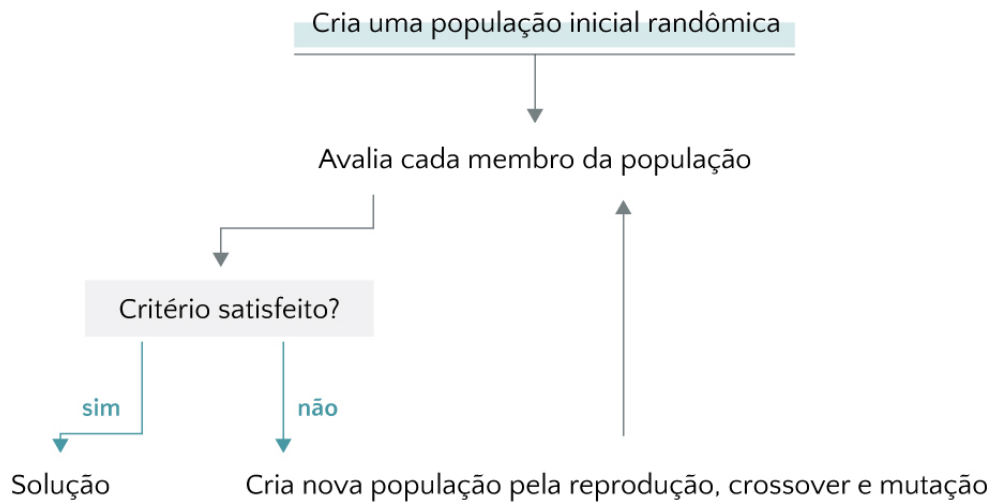 Cria uma população inicial randômica
Avalia cada membro da população
Critério satisfeito?
sim
não
Solução
Cria nova população pela reprodução, crossover e mutação